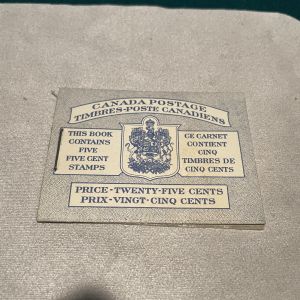 CANADA POSTAGE
TIMBRES-POSTE CANADIENS
THIS BOOK
CONTAINS
FIVE
FIVE CENT
STAMPS
CE CARNET
CONTIENT
CINQ
TIMBRES DE
CINQ CENTS
PRICE-TWENTY-FIVE CENTS
PRIX-VINGT-CINQ CENTS